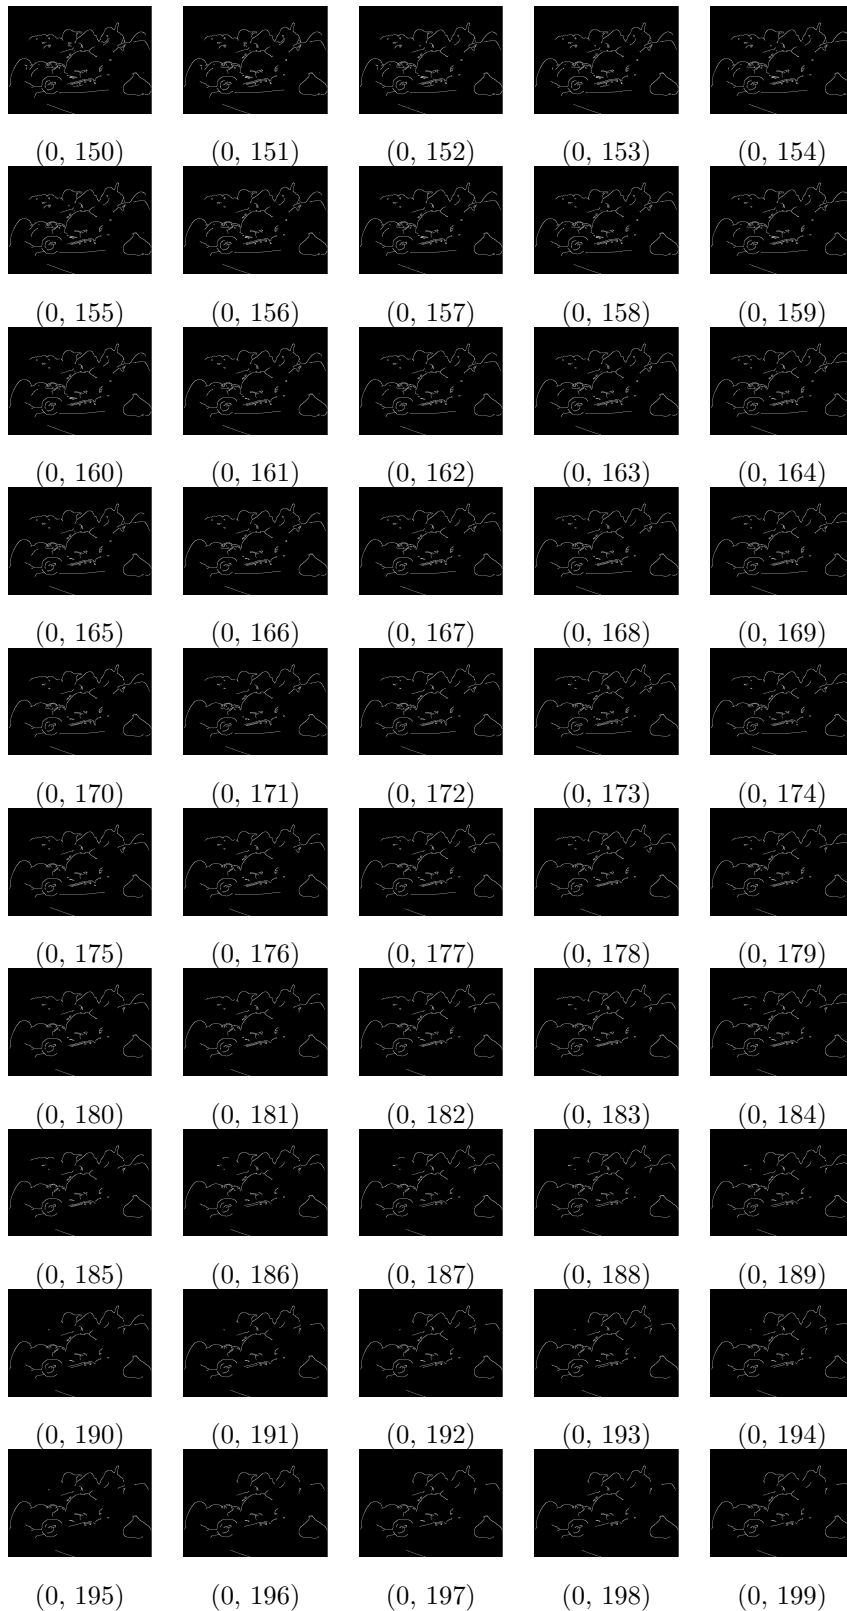 (0, 150) (0, 151) (0, 152) (0, 153) (0, 154)
(0, 155) (0, 156) (0, 157) (0, 158) (0, 159)
(0, 160) (0, 161) (0, 162) (0, 163) (0, 164)
(0, 165) (0, 166) (0, 167) (0, 168) (0, 169)
(0, 170) (0, 171) (0, 172) (0, 173) (0, 174)
(0, 175) (0, 176) (0, 177) (0, 178) (0, 179)
(0, 180) (0, 181) (0, 182) (0, 183) (0, 184)
(0, 185) (0, 186) (0, 187) (0, 188) (0, 189)
(0, 190) (0, 191) (0, 192) (0, 193) (0, 194)
(0, 195) (0, 196) (0, 197) (0, 198) (0, 199)